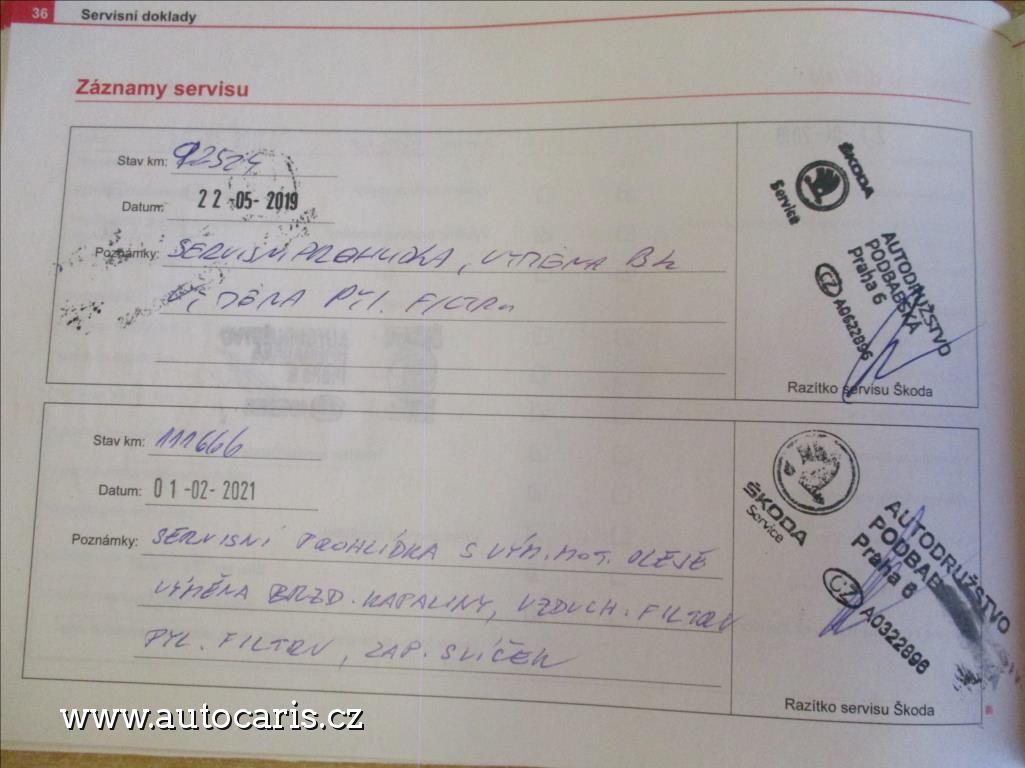 36 Servisní doklady
Záznamy servisu
Stav km: 92524
Datum: 22-05-2019
Poznámky: SERVISNÍ PROHLÍDKA, VÝMĚNA BK
VÝMĚNA PYL. FILTRU
ŠKODA
Service
AUTODRUŽSTVO
PODBABSKÁ
Praha 6
CZ A0622896
Razítko servisu Škoda
Stav km: 111666
Datum: 01-02-2021
Poznámky: SERVISNÍ PROHLÍDKA S VÝM. MOT. OLEJE
VÝMĚNA BRZD. KAPALINY, VZDUCH. FILTRU
PYL. FILTRU, ZAP. SVÍČEK
ŠKODA
Service
AUTODRUŽSTVO
Praha 6
CZ A0322896
Razítko servisu Škoda
www.autocaris.cz